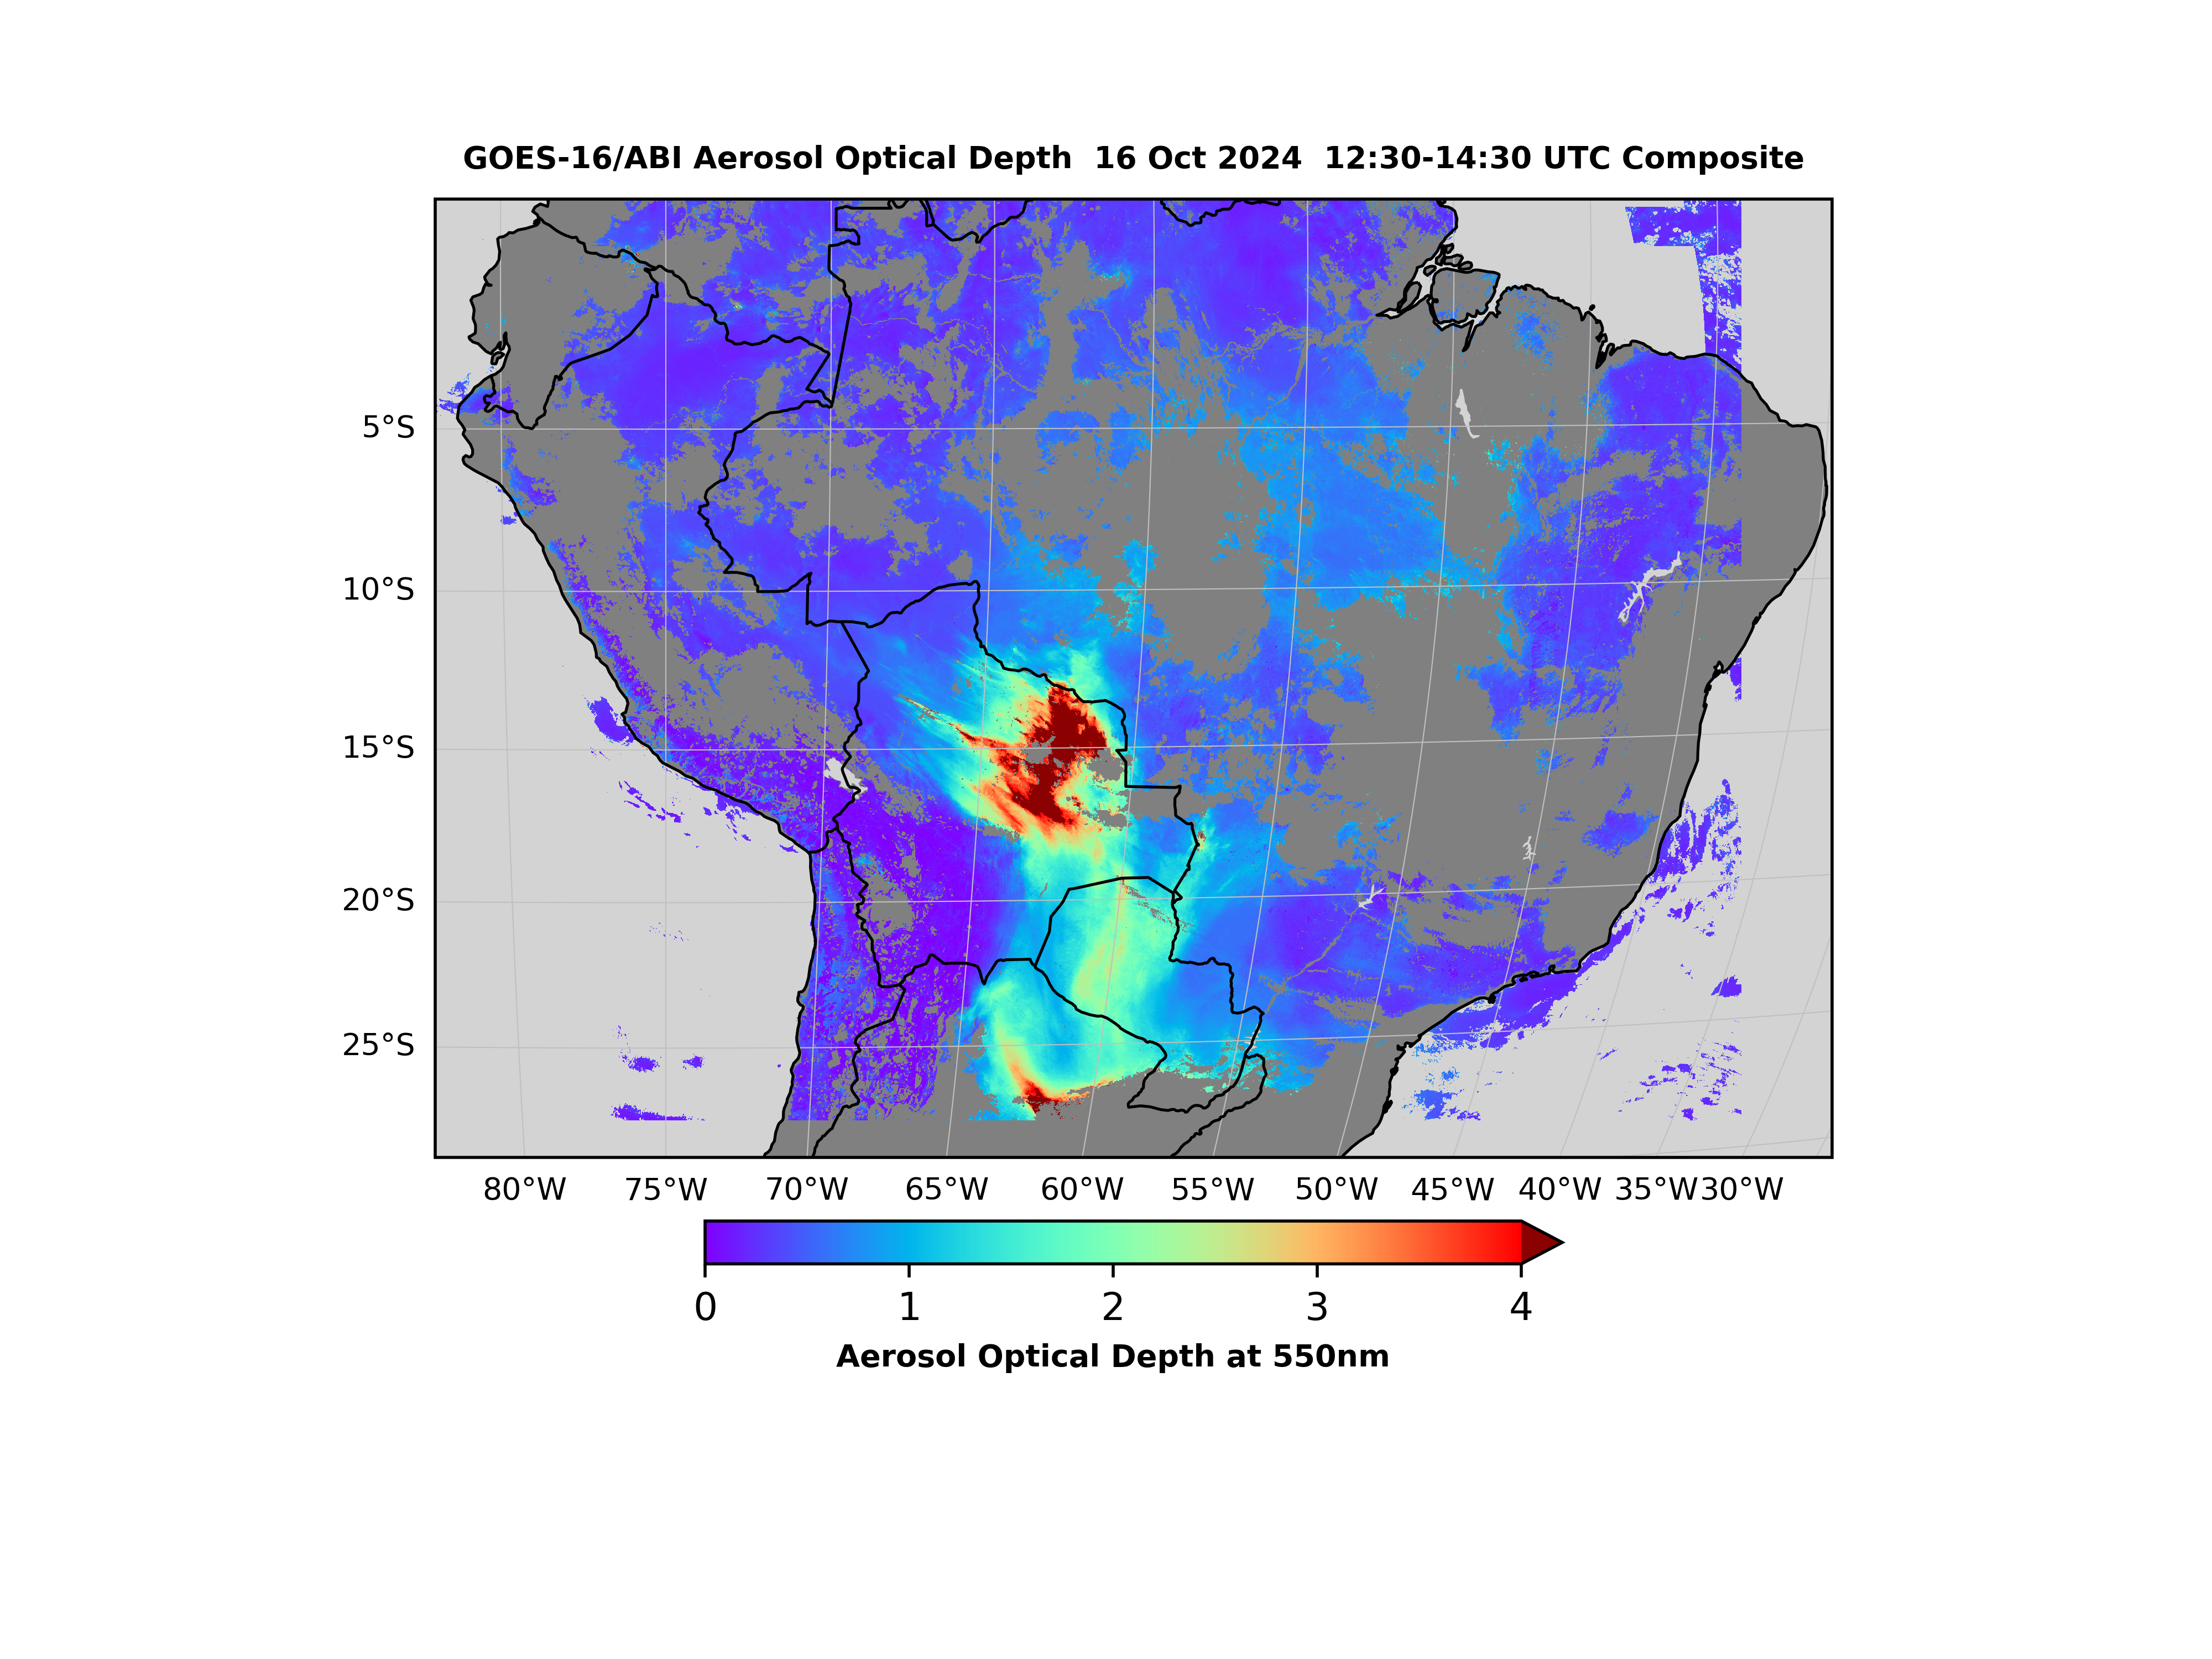 GOES-16/ABI Aerosol Optical Depth  16 Oct 2024  12:30-14:30 UTC Composite
5°S
10°S
15°S
20°S
25°S
80°W 75°W 70°W 65°W 60°W 55°W 50°W 45°W 40°W 35°W 30°W
0 1 2 3 4
Aerosol Optical Depth at 550nm